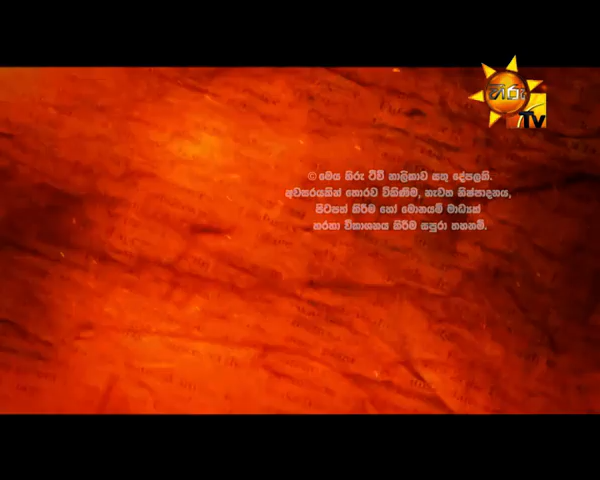 හිරු
TV
© මෙය හිරු ටීවී නාලිකාව සතු දේපලකි.
අවසරයකින් තොරව විකිණීම, නැවත නිෂ්පාදනය,
පිටපත් කිරීම හෝ මොනයම් මාධ්‍යක්
හරහා විකාශනය කිරීම සපුරා තහනම්.